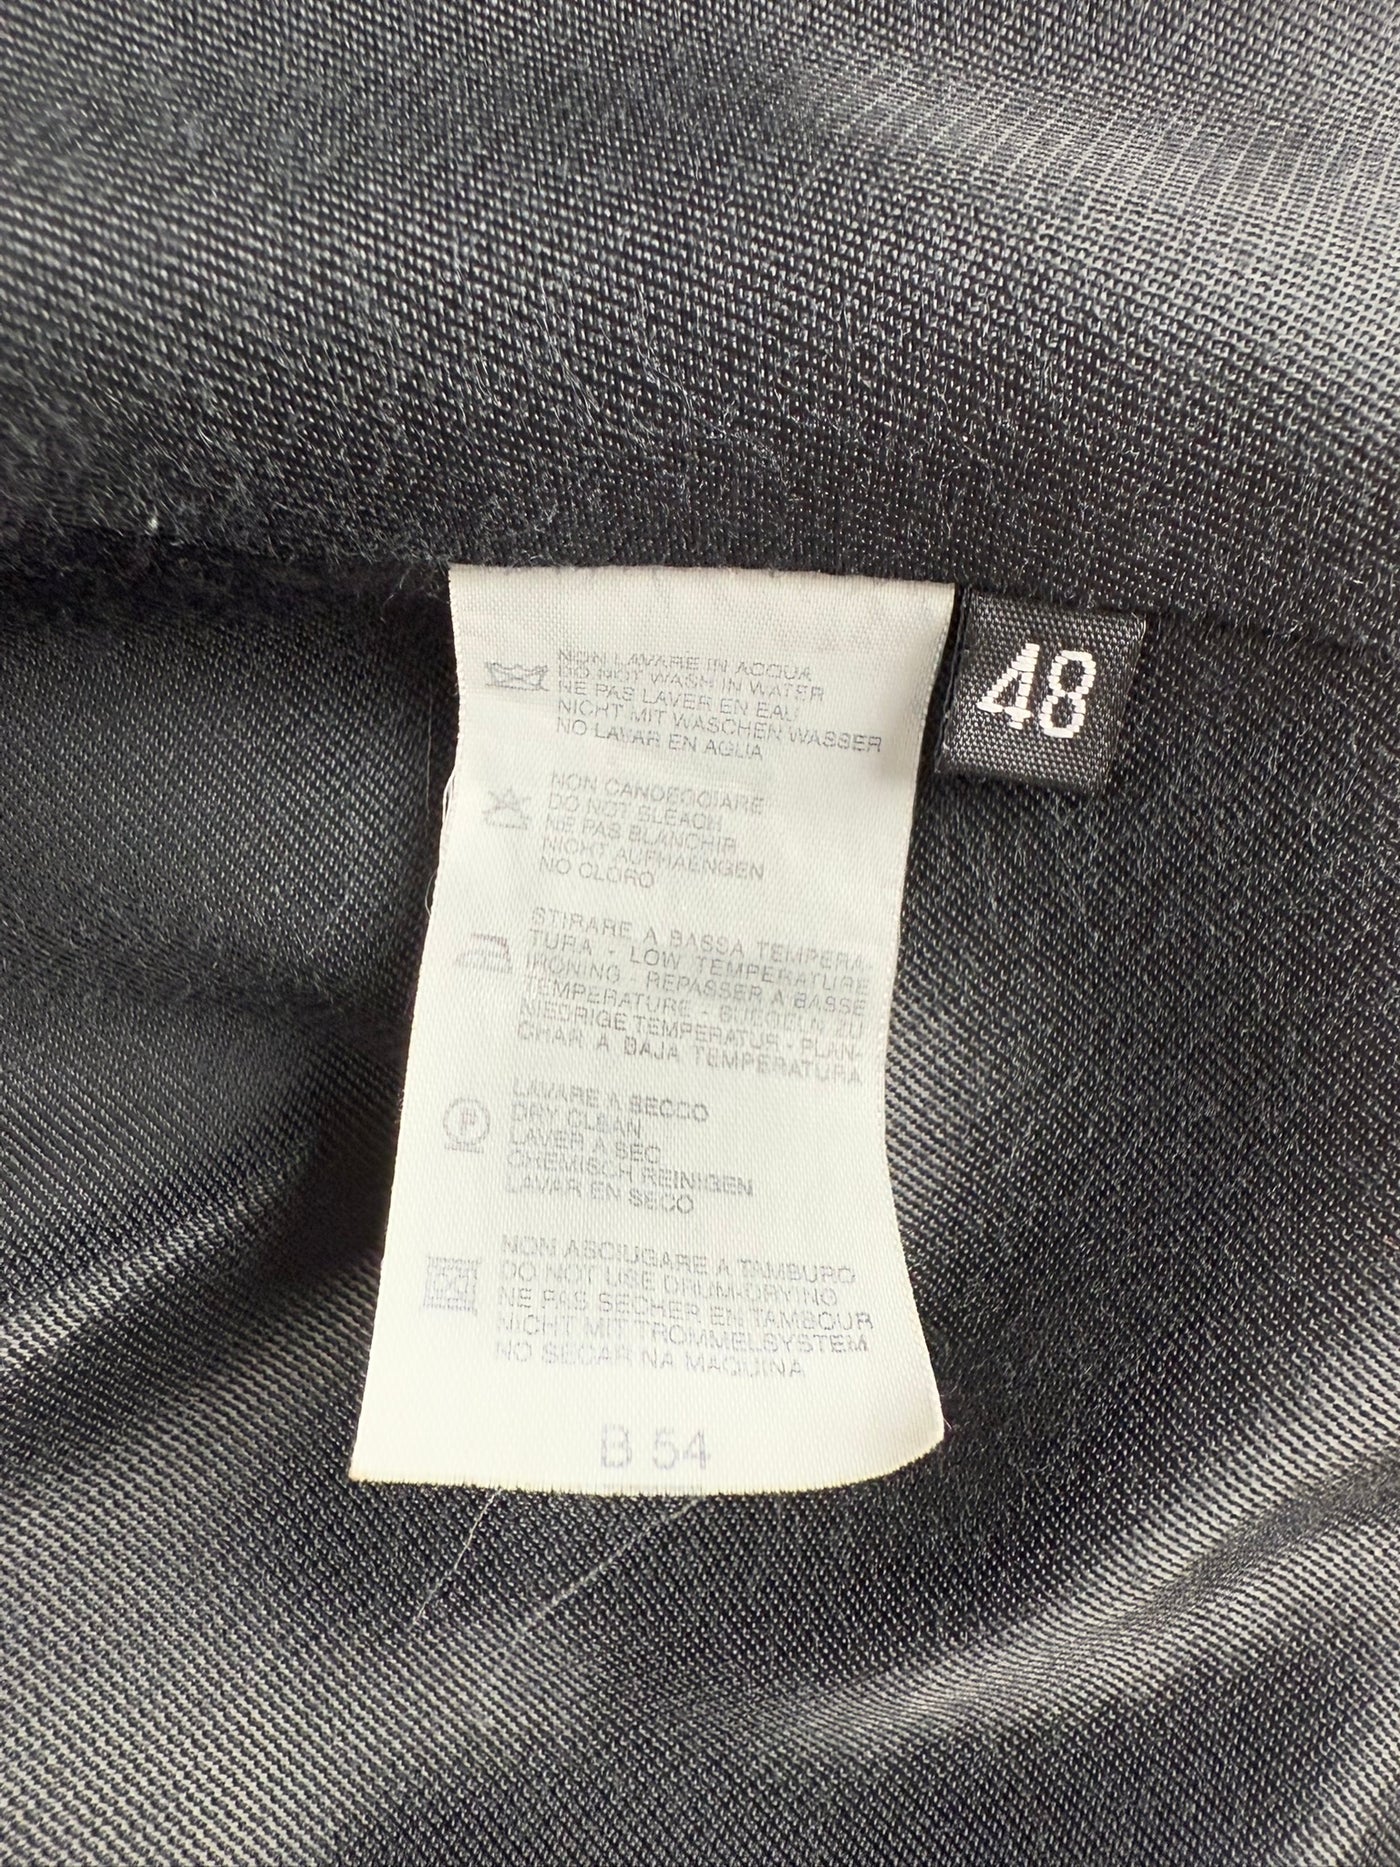 NON LAVARE IN ACQUA
DO NOT WASH IN WATER
NE PAS LAVER EN EAU
NICHT MIT WASCHEN WASSER
NO LAVAR EN AGUA
48
NON CANDEGGIARE
DO NOT BLEACH
NE PAS BLANCHIR
NICHT AUFHAENGEN
NO CLORO
STIRARE A BASSA TEMPERA-
TURA - LOW TEMPERATURE
IRONING - REPASSER A BASSE
TEMPERATURE - BUEGELN ZU
NIEDRIGE TEMPERATUR - PLAN-
CHAR A BAJA TEMPERATURA
P
LAVARE A SECCO
DRY CLEAN
LAVER A SEC
CHEMISCH REINIGEN
LAVAR EN SECO
NON ASCIUGARE A TAMBURO
DO NOT USE DRUM-DRYING
NE PAS SECHER EN TAMBOUR
NICHT MIT TROMMELSYSTEM
NO SECAR NA MAQUINA
B 54